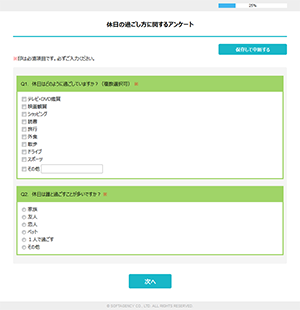 20%
休日の過ごし方に関するアンケート
保存して中断する
※印は必須項目です。必ずご入力ください。
Q1 休日はどのように過ごしていますか？（複数選択可） ※
テレビ・DVD鑑賞
映画観賞
ショッピング
読書
旅行
外食
散歩
ドライブ
スポーツ
その他
Q2 休日は誰と過ごすことが多いですか？ ※
家族
友人
恋人
ペット
１人で過ごす
その他
次へ